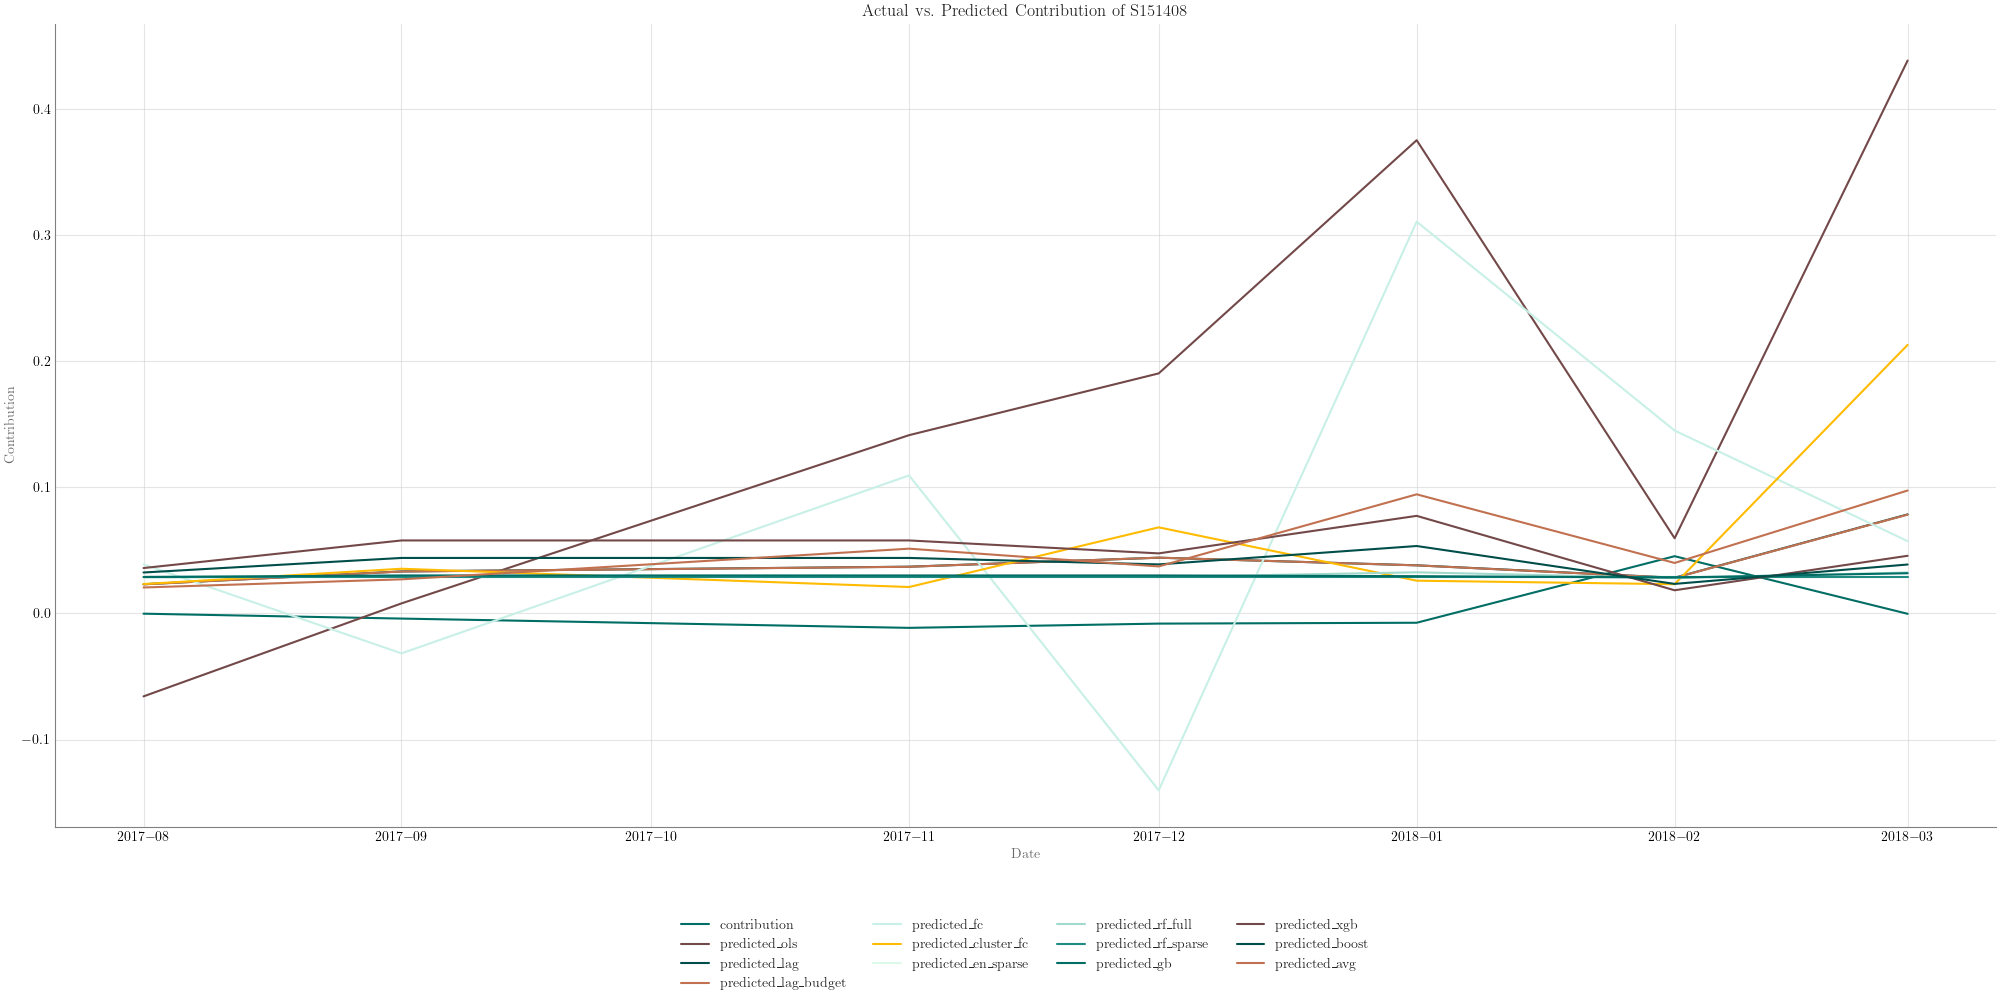 Actual vs. Predicted Contribution of S151408
Contribution
0.4
0.3
0.2
0.1
0.0
−0.1
2017−08 2017−09 2017−10 2017−11 2017−12 2018−01 2018−02 2018−03
Date
contribution predicted_fc predicted_rf_full predicted_xgb
predicted_ols predicted_cluster_fc predicted_rf_sparse predicted_boost
predicted_lag predicted_en_sparse predicted_gb predicted_avg
predicted_lag_budget